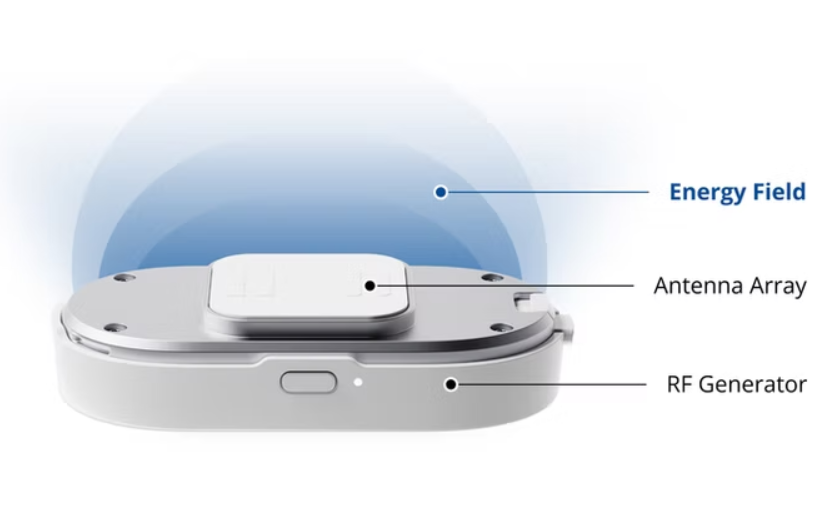 Energy Field
Antenna Array
RF Generator